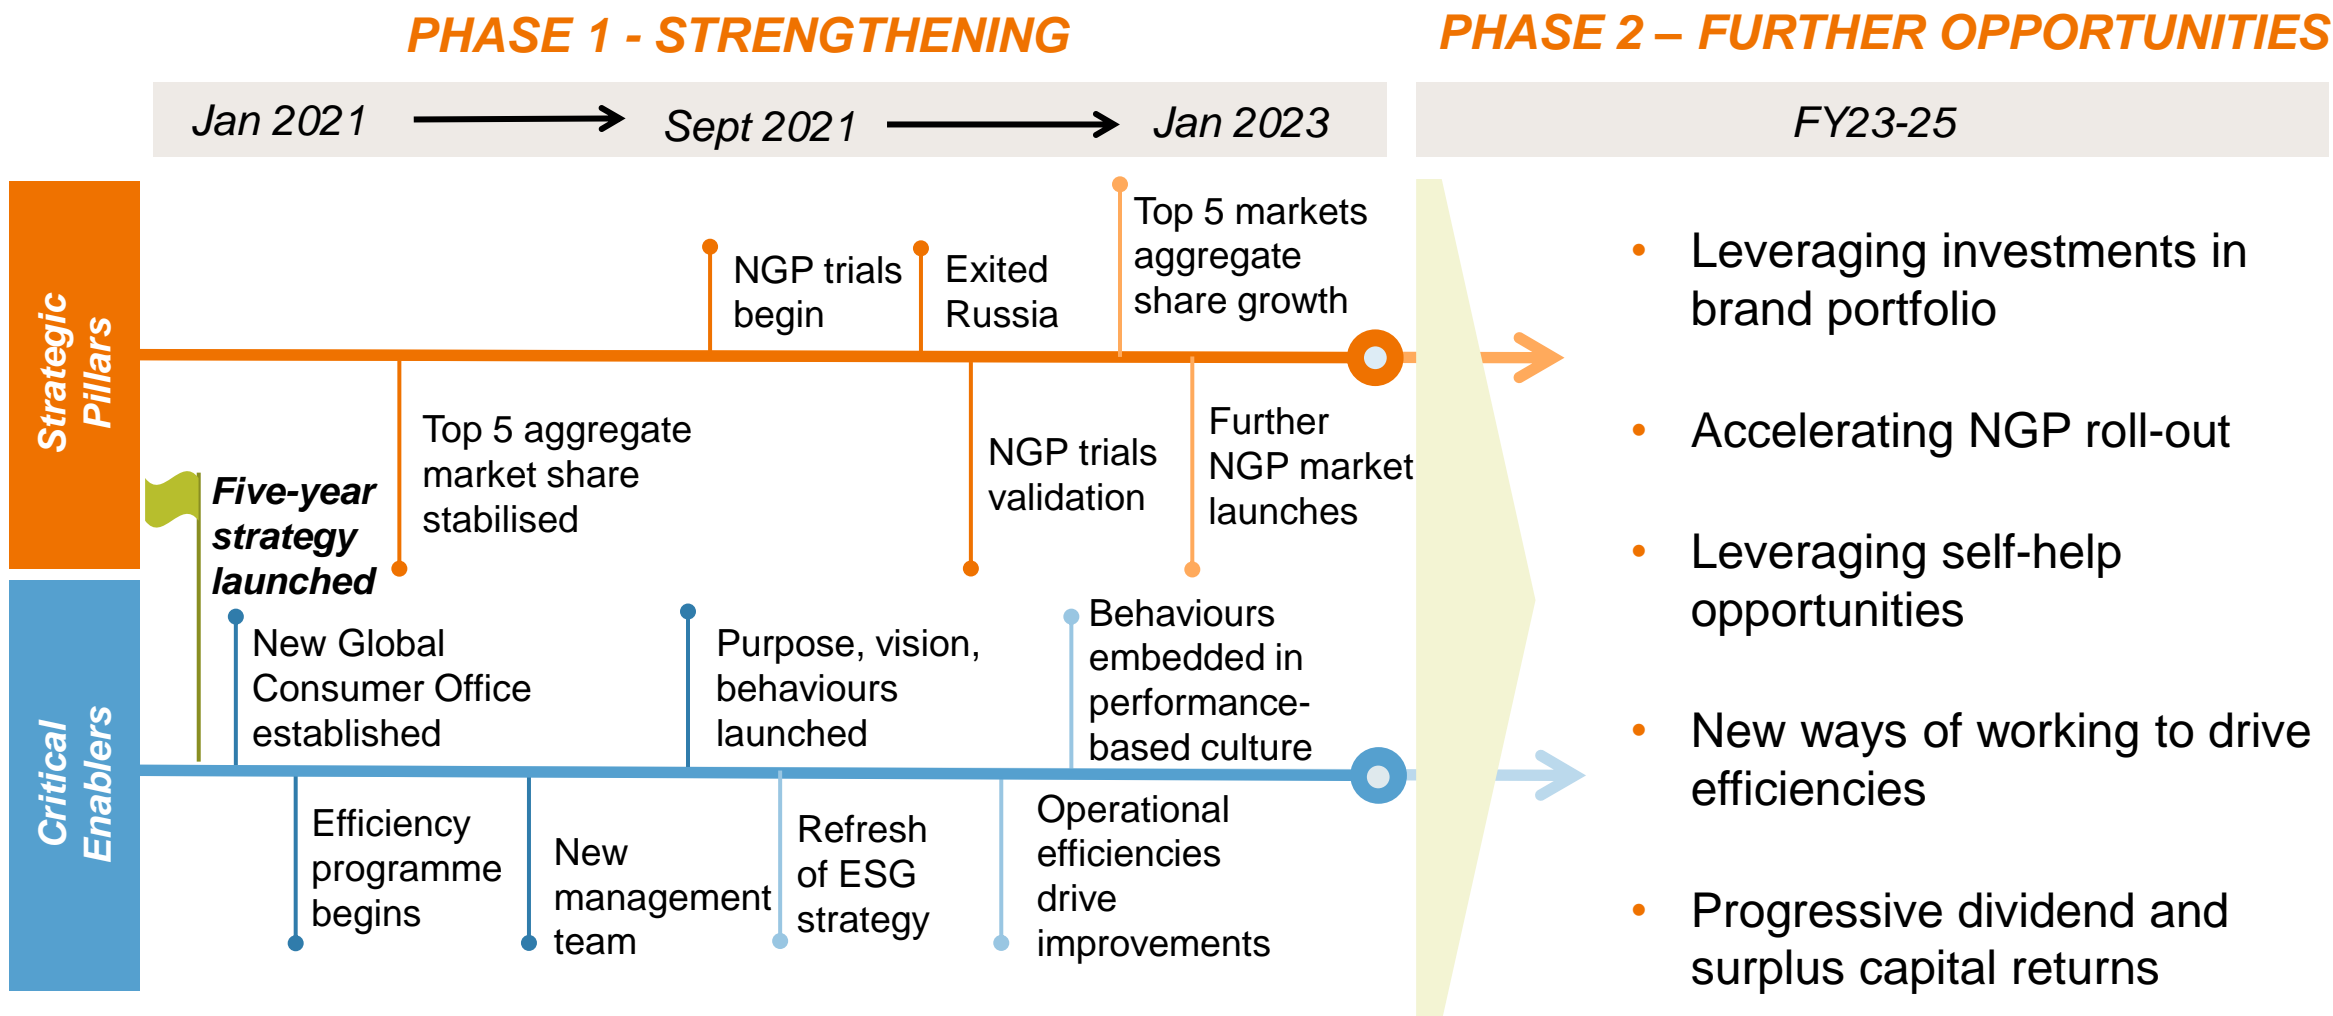 PHASE 1 - STRENGTHENING
PHASE 2 – FURTHER OPPORTUNITIES
Jan 2021
Sept 2021
Jan 2023
FY23-25
Strategic
Pillars
NGP trials
begin
Exited
Russia
Top 5 markets
aggregate
share growth
Top 5 aggregate
market share
stabilised
NGP trials
validation
Further
NGP market
launches
Five-year
strategy
launched
Critical
Enablers
New Global
Consumer Office
established
Purpose, vision,
behaviours
launched
Behaviours
embedded in
performance-
based culture
Efficiency
programme
begins
New
management
team
Refresh
of ESG
strategy
Operational
efficiencies
drive
improvements
• Leveraging investments in
brand portfolio
• Accelerating NGP roll-out
• Leveraging self-help
opportunities
• New ways of working to drive
efficiencies
• Progressive dividend and
surplus capital returns